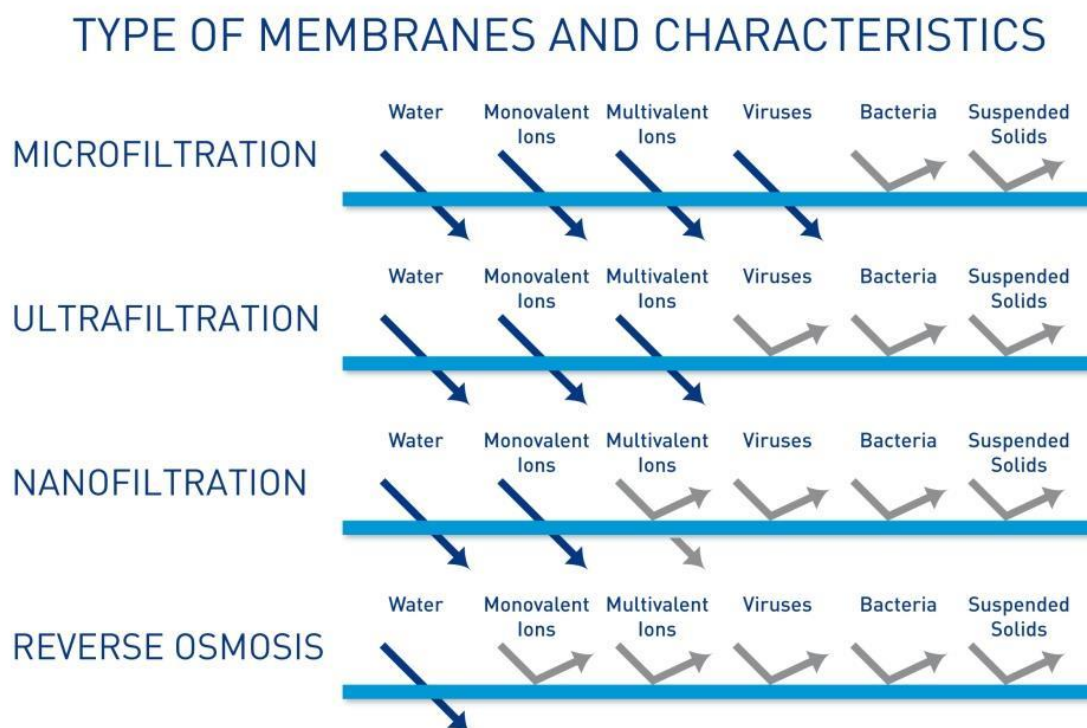 TYPE OF MEMBRANES AND CHARACTERISTICS
MICROFILTRATION
Water
Monovalent
Ions
Multivalent
Ions
Viruses
Bacteria
Suspended
Solids
ULTRAFILTRATION
Water
Monovalent
Ions
Multivalent
Ions
Viruses
Bacteria
Suspended
Solids
NANOFILTRATION
Water
Monovalent
Ions
Multivalent
Ions
Viruses
Bacteria
Suspended
Solids
REVERSE OSMOSIS
Water
Monovalent
Ions
Multivalent
Ions
Viruses
Bacteria
Suspended
Solids